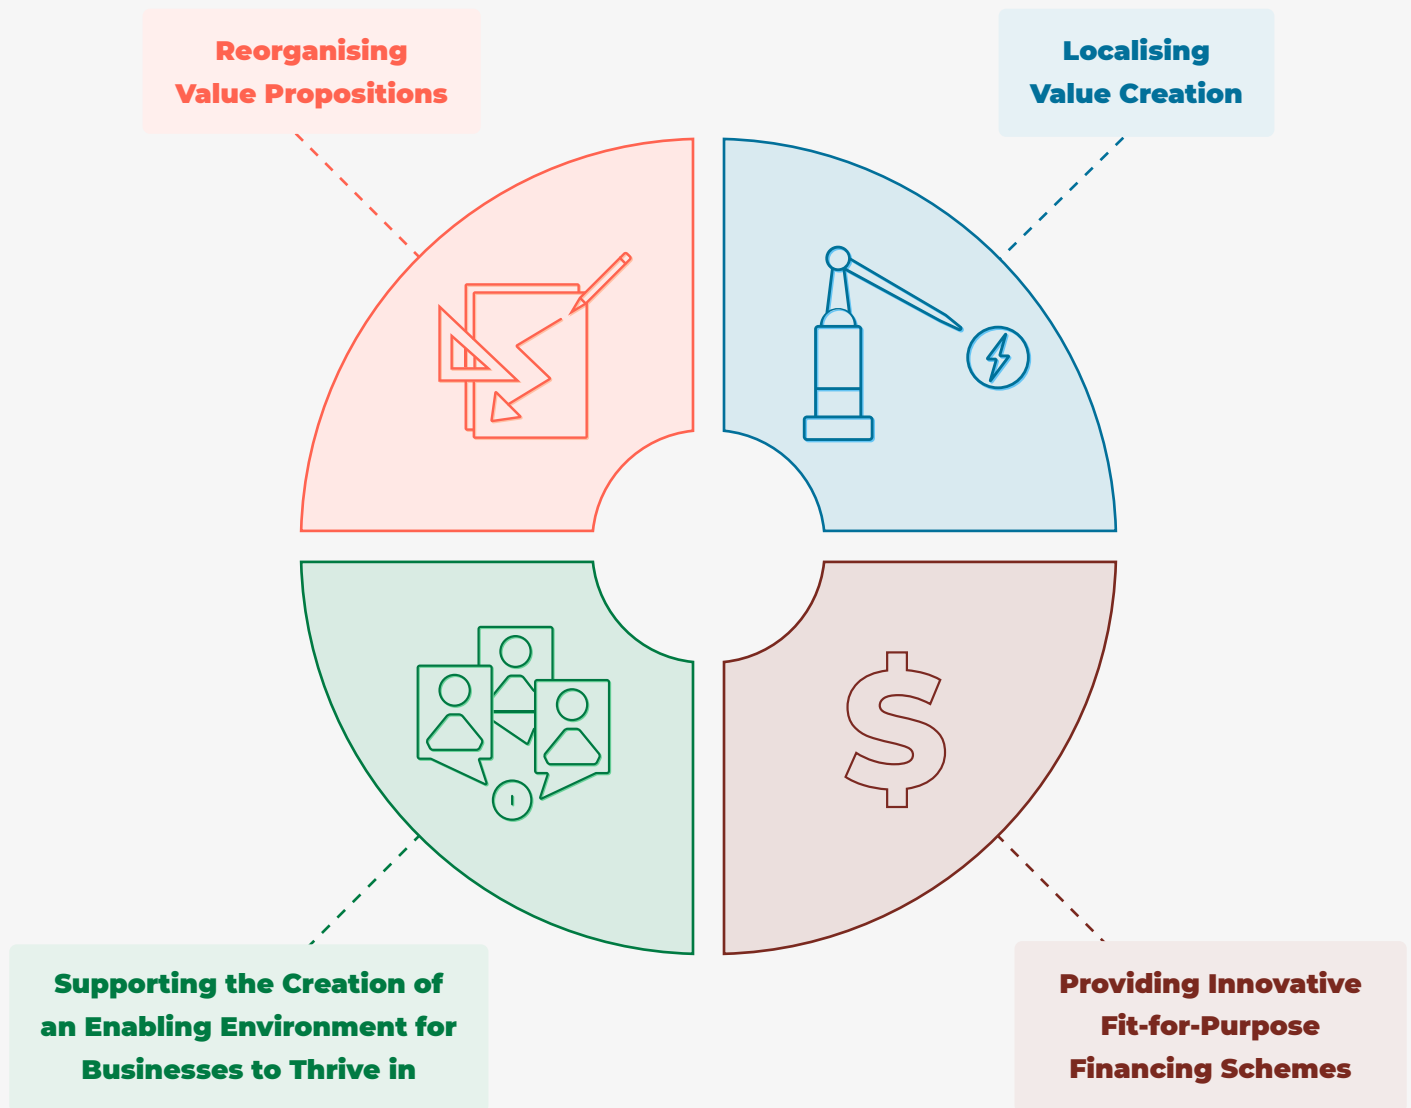 Reorganising
Value Propositions
Localising
Value Creation
Supporting the Creation of
an Enabling Environment for
Businesses to Thrive in
Providing Innovative
Fit-for-Purpose
Financing Schemes